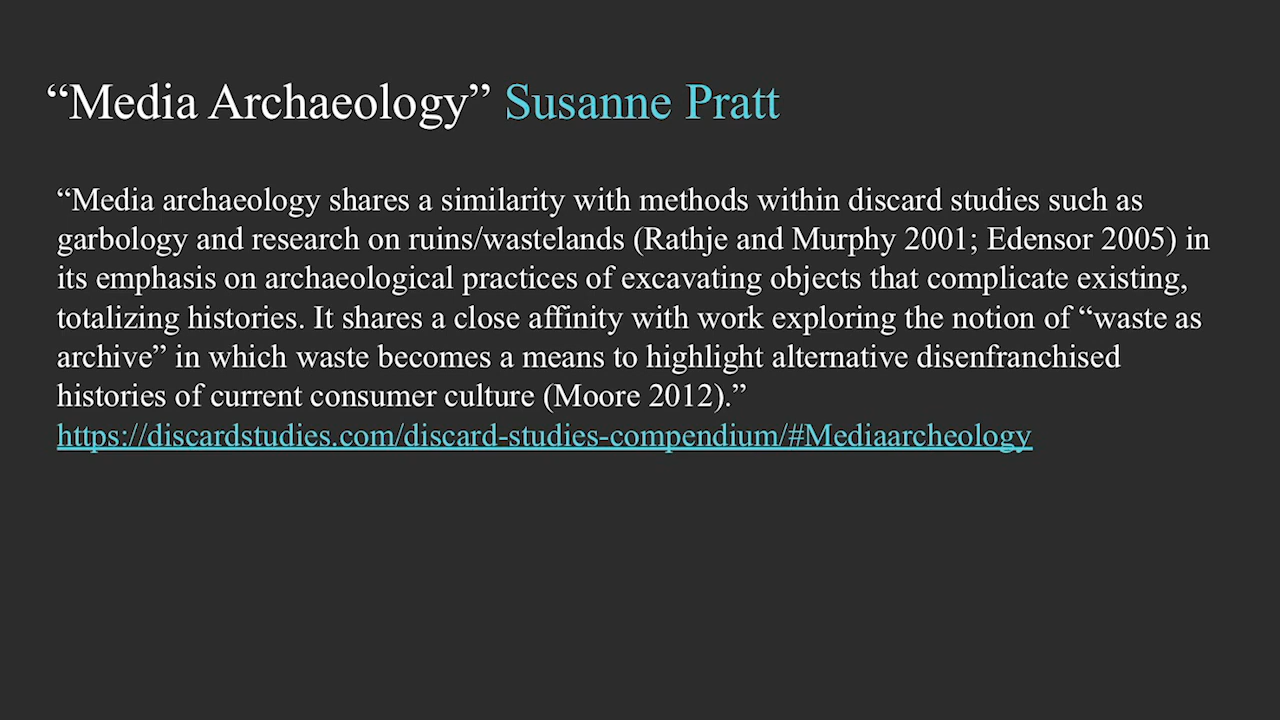 “Media Archaeology” Susanne Pratt
“Media archaeology shares a similarity with methods within discard studies such as
garbology and research on ruins/wastelands (Rathje and Murphy 2001; Edensor 2005) in
its emphasis on archaeological practices of excavating objects that complicate existing,
totalizing histories. It shares a close affinity with work exploring the notion of “waste as
archive” in which waste becomes a means to highlight alternative disenfranchised
histories of current consumer culture (Moore 2012).”
https://discardstudies.com/discard-studies-compendium/#Mediaarcheology